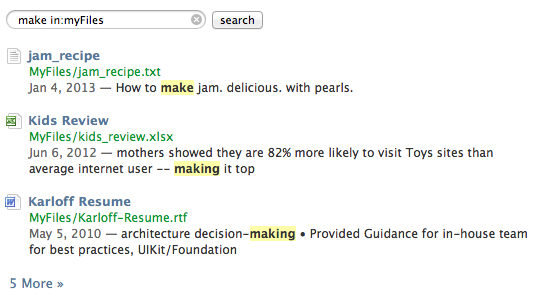 make in:myFiles
search
jam_recipe
MyFiles/jam_recipe.txt
Jan 4, 2013 — How to make jam. delicious. with pearls.
Kids Review
MyFiles/kids_review.xlsx
Jun 6, 2012 — mothers showed they are 82% more likely to visit Toys sites than
average internet user -- making it top
Karloff Resume
MyFiles/Karloff-Resume.rtf
May 5, 2010 — architecture decision-making • Provided Guidance for in-house team
for best practices, UIKit/Foundation
5 More »